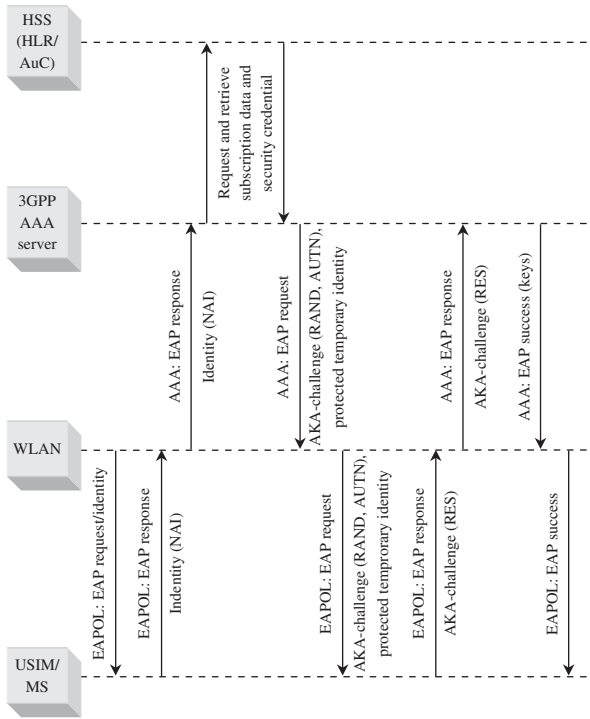 HSS
(HLR/
AuC)
Request and retrieve
subscription data and
security credential
3GPP
AAA
server
AAA: EAP response
Identity (NAI)
AAA: EAP request
AKA-challenge (RAND, AUTN),
protected temporary identity
AAA: EAP response
AKA-challenge (RES)
AAA: EAP success (keys)
WLAN
EAPOL: EAP request/identity
EAPOL: EAP response
Indentity (NAI)
EAPOL: EAP request
AKA-challenge (RAND, AUTN),
protected temprorary identity
EAPOL: EAP response
AKA-challenge (RES)
EAPOL: EAP success
USIM/
MS